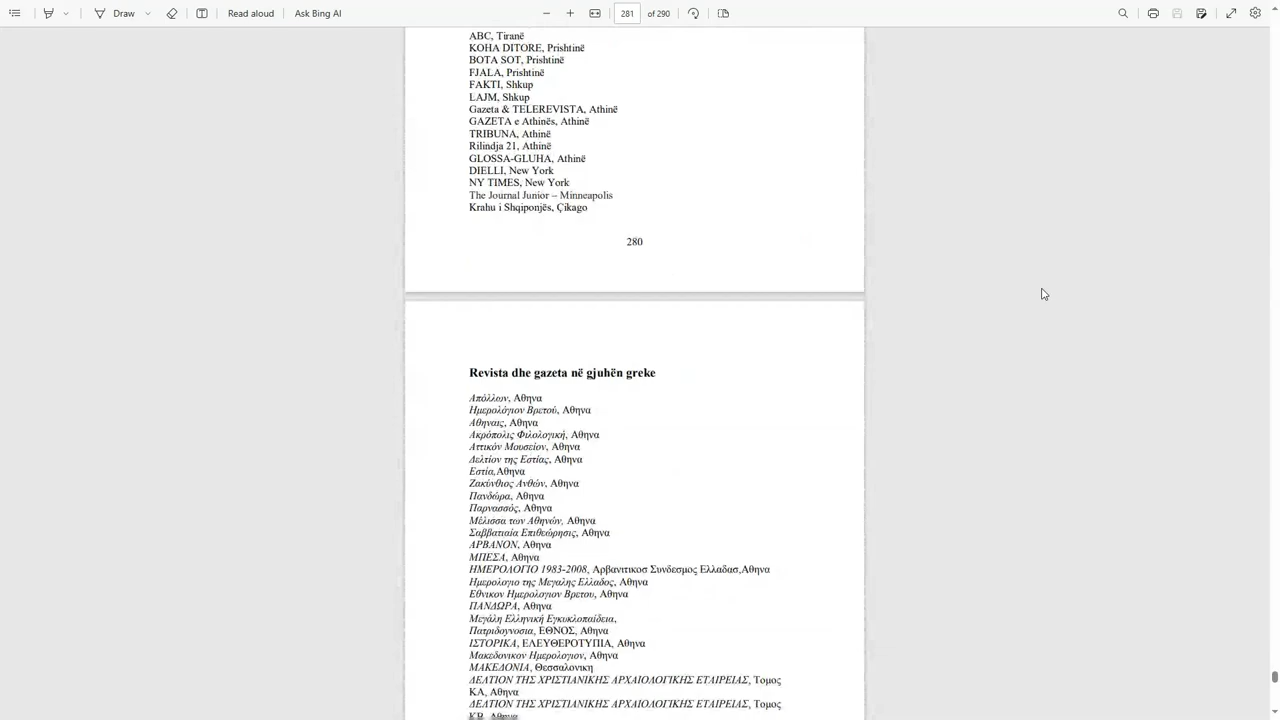 Draw
Read aloud
Ask Bing AI
281 of 290
ABC, Tiranë
KOHA DITORE, Prishtinë
BOTA SOT, Prishtinë
FJALA, Prishtinë
FAKTI, Shkup
LAJM, Shkup
Gazeta & TELEREVISTA, Athinë
GAZETA e Athinës, Athinë
TRIBUNA, Athinë
Rilindja 21, Athinë
GLOSSA-GLUHA, Athinë
DIELLI, New York
NY TIMES, New York
The Journal Junior – Minneapolis
Krahu i Shqiponjës, Çikago
280
Revista dhe gazeta në gjuhën greke
Απόλλων, Αθηνα
Ημερολόγιον Βρετού, Αθηνα
Αθηναις, Αθηνα
Ακρόπολις Φιλολογική, Αθηνα
Αττικόν Μουσείον, Αθηνα
Δελτίον της Εστίας, Αθηνα
Εστία,Αθηνα
Ζακύνθιος Ανθών, Αθηνα
Πανδώρα, Αθηνα
Παρνασσός, Αθηνα
Μέλισσα των Αθηνών, Αθηνα
Σαββατιαία Επιθεώρησις, Αθηνα
ΑΡΒΑΝΟΝ, Αθηνα
ΜΠΕΣΑ, Αθηνα
ΗΜΕΡΟΛΟΓΙΟ 1983-2008, Αρβανιτικοσ Συνδεσμος Ελλαδασ,Αθηνα
Ημερολογιο της Μεγαλης Ελλαδος, Αθηνα
Εθνικον Ημερολογιον Βρετου, Αθηνα
ΠΑΝΔΩΡΑ, Αθηνα
Μεγάλη Ελληνική Εγκυκλοπαίδεια,
Πατριδογνοσια, ΕΘΝΟΣ, Αθηνα
ΙΣΤΟΡΙΚΑ, ΕΛΕΥΘΕΡΟΤΥΠΙΑ, Αθηνα
Μακεδονικον Ημερολογιον, Αθηνα
ΜΑΚΕΔΟΝΙΑ, Θεσσαλονικη
ΔΕΛΤΙΟΝ ΤΗΣ ΧΡΙΣΤΙΑΝΙΚΗΣ ΑΡΧΑΙΟΛΟΓΙΚΗΣ ΕΤΑΙΡΕΙΑΣ, Τομος
ΚΑ, Αθηνα
ΔΕΛΤΙΟΝ ΤΗΣ ΧΡΙΣΤΙΑΝΙΚΗΣ ΑΡΧΑΙΟΛΟΓΙΚΗΣ ΕΤΑΙΡΕΙΑΣ, Τομος
ΚΒ, Αθηνα